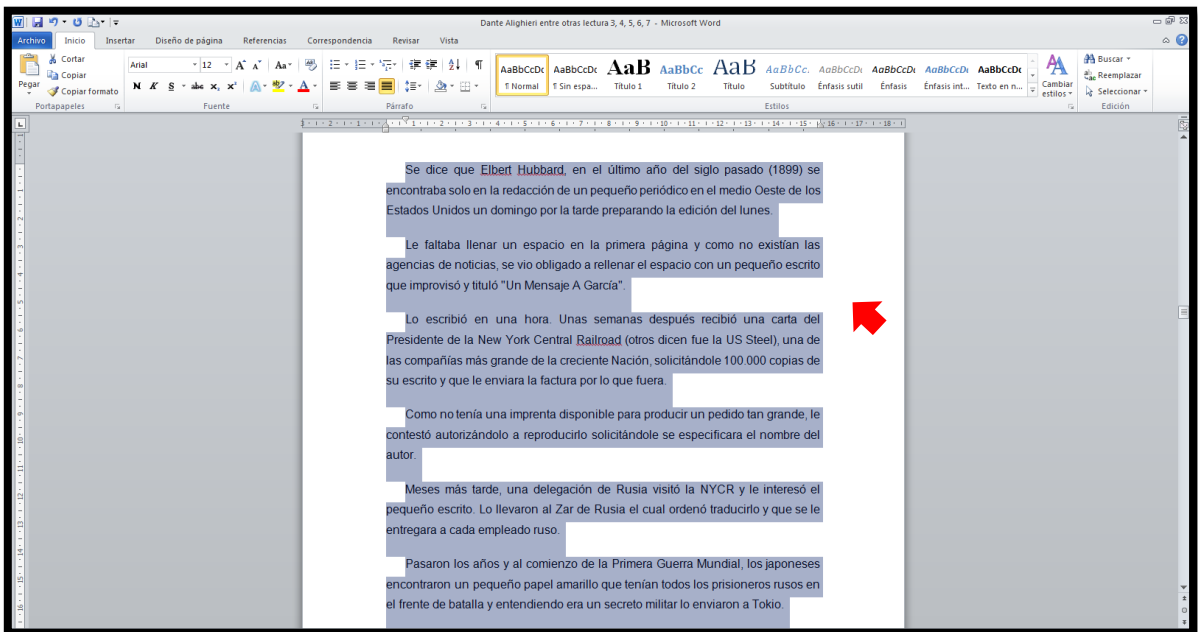 Dante Alighieri entre otras lectura 3, 4, 5, 6, 7 - Microsoft Word
Archivo Inicio Insertar Diseño de página Referencias Correspondencia Revisar Vista
Pegar
Cortar
Copiar
Copiar formato
Portapapeles
Arial 12
N K S abc x, x²
Fuente
Párrafo
AaBbCcDc AaBbCcDc AaB AaBbCc AaB AaBbCc. AaBbCcDc AaBbCcDc AaBbCcDc AaBbCcDc
¶ Normal ¶ Sin espa... Título 1 Título 2 Título Subtítulo Énfasis sutil Énfasis Énfasis int... Texto en n...
Estilos
Cambiar
estilos
Buscar
Reemplazar
Seleccionar
Edición
Se dice que Elbert Hubbard, en el último año del siglo pasado (1899) se
encontraba solo en la redacción de un pequeño periódico en el medio Oeste de los
Estados Unidos un domingo por la tarde preparando la edición del lunes.
Le faltaba llenar un espacio en la primera página y como no existían las
agencias de noticias, se vio obligado a rellenar el espacio con un pequeño escrito
que improvisó y tituló "Un Mensaje A García".
Lo escribió en una hora. Unas semanas después recibió una carta del
Presidente de la New York Central Railroad (otros dicen fue la US Steel), una de
las compañías más grande de la creciente Nación, solicitándole 100.000 copias de
su escrito y que le enviara la factura por lo que fuera.
Como no tenía una imprenta disponible para producir un pedido tan grande, le
contestó autorizándolo a reproducirlo solicitándole se especificara el nombre del
autor.
Meses más tarde, una delegación de Rusia visitó la NYCR y le interesó el
pequeño escrito. Lo llevaron al Zar de Rusia el cual ordenó traducirlo y que se le
entregara a cada empleado ruso.
Pasaron los años y al comienzo de la Primera Guerra Mundial, los japoneses
encontraron un pequeño papel amarillo que tenían todos los prisioneros rusos en
el frente de batalla y entendiendo era un secreto militar lo enviaron a Tokio.